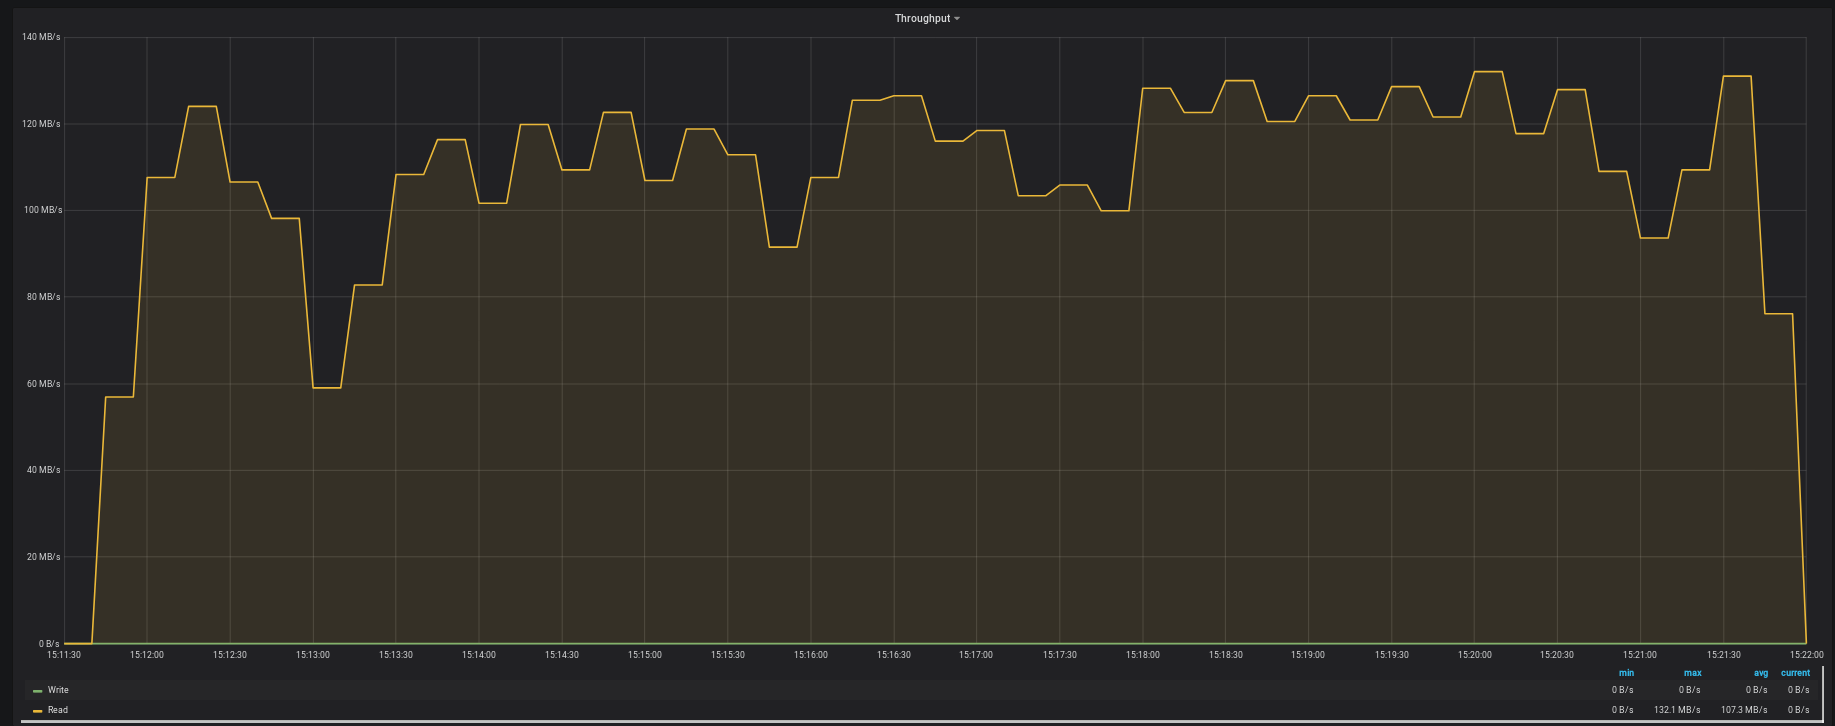 Throughput
140 MB/s
120 MB/s
100 MB/s
80 MB/s
60 MB/s
40 MB/s
20 MB/s
0 B/s
15:11:30 15:12:00 15:12:30 15:13:00 15:13:30 15:14:00 15:14:30 15:15:00 15:15:30 15:16:00 15:16:30 15:17:00 15:17:30 15:18:00 15:18:30 15:19:00 15:19:30 15:20:00 15:20:30 15:21:00 15:21:30 15:22:00
min max avg current
Write 0 B/s 0 B/s 0 B/s 0 B/s
Read 0 B/s 132.1 MB/s 107.3 MB/s 0 B/s